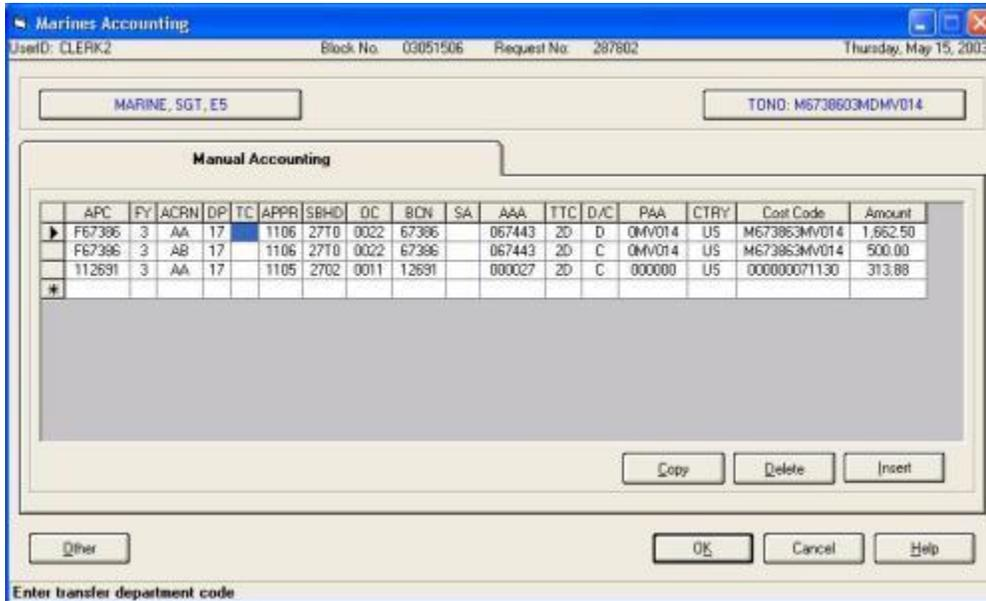 Marines Accounting
UserID: CLERK2 Block No. 03051506 Request No: 287802 Thursday, May 15, 2003
MARINE, SGT, E5 TONO: M6738603MDMV014
Manual Accounting
APC FY ACRN DP TC APPR SBHD OC BCN SA AAA TTC D/C PAA CTRY Cost Code Amount
F67386 3 AA 17 1106 27T0 0022 67386 067443 2D D 0MV014 US M673863MV014 1,662.50
F67386 3 AB 17 1106 27T0 0022 67386 067443 2D C 0MV014 US M673863MV014 500.00
112691 3 AA 17 1105 2702 0011 12691 000027 2D C 000000 US 000000071130 313.88
Copy Delete Insert
Other OK Cancel Help
Enter transfer department code